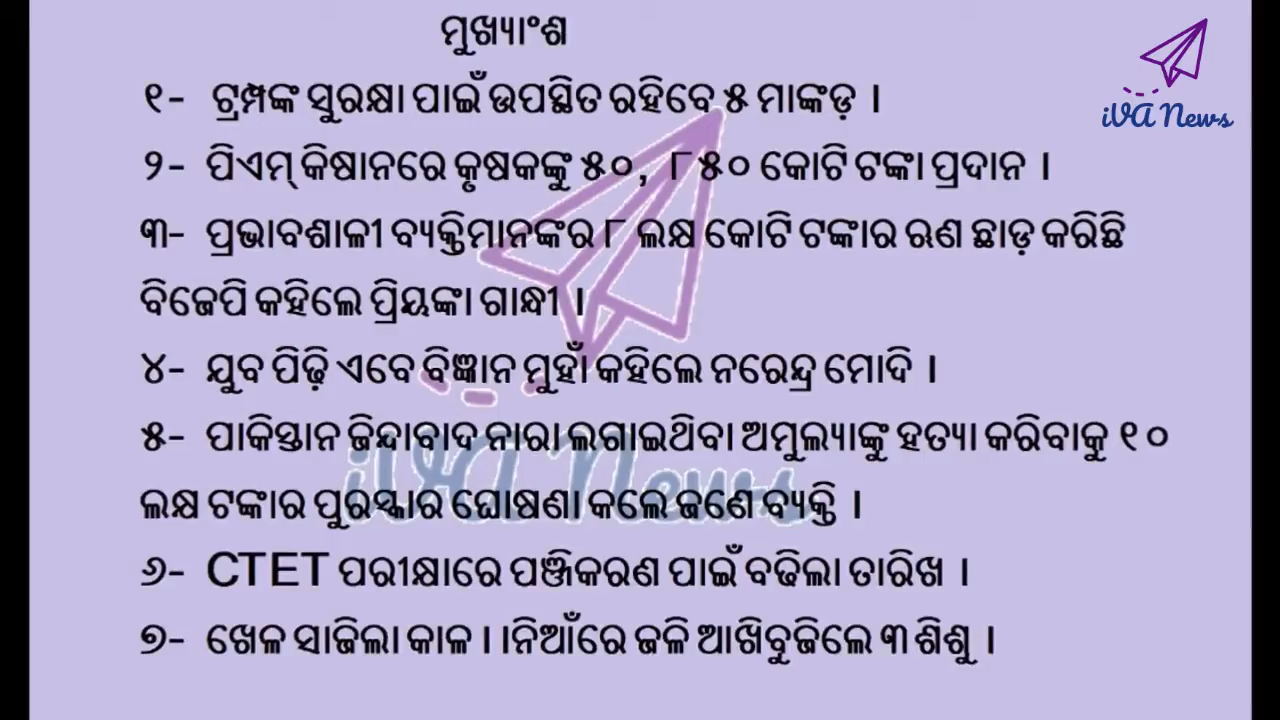 ମୁଖ୍ୟାଂଶ
iVA News
୧- ଟ୍ରମ୍ପଙ୍କ ସୁରକ୍ଷା ପାଇଁ ଉପସ୍ଥିତ ରହିବେ ୫ ମାଙ୍କଡ଼ ।
୨- ପିଏମ୍ କିଷାନରେ କୃଷକଙ୍କୁ ୫୦, ୮୫୦ କୋଟି ଟଙ୍କା ପ୍ରଦାନ ।
୩- ପ୍ରଭାବଶାଳୀ ବ୍ୟକ୍ତିମାନଙ୍କର ୮ ଲକ୍ଷ କୋଟି ଟଙ୍କାର ଋଣ ଛାଡ଼ କରିଛି
ବିଜେପି କହିଲେ ପ୍ରିୟଙ୍କା ଗାନ୍ଧୀ ।
୪- ଯୁବ ପିଢ଼ି ଏବେ ବିଜ୍ଞାନ ମୁହାଁ କହିଲେ ନରେନ୍ଦ୍ର ମୋଦି ।
୫- ପାକିସ୍ତାନ ଜିନ୍ଦାବାଦ ନାରା ଲଗାଇଥିବା ଅମୁଲ୍ୟାଙ୍କୁ ହତ୍ୟା କରିବାକୁ ୧୦
ଲକ୍ଷ ଟଙ୍କାର ପୁରସ୍କାର ଘୋଷଣା କଲେ ଜଣେ ବ୍ୟକ୍ତି ।
iVA News
୬- CTET ପରୀକ୍ଷାରେ ପଞ୍ଜିକରଣ ପାଇଁ ବଢିଲା ତାରିଖ ।
୭- ଖେଳ ସାଜିଲା କାଳ । ।ନିଆଁରେ ଜଳି ଆଖିବୁଜିଲେ ୩ ଶିଶୁ ।